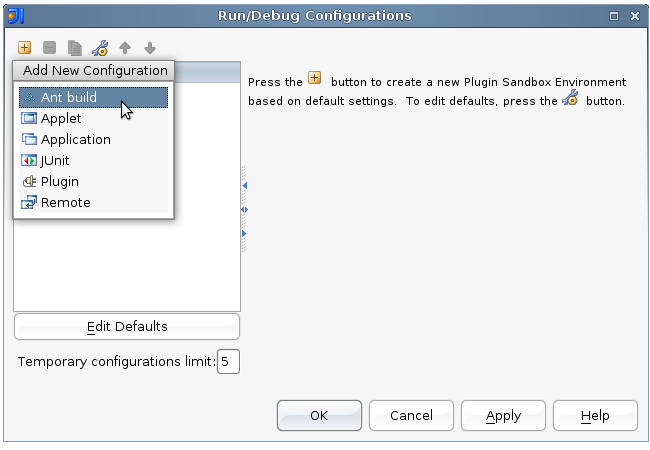 Run/Debug Configurations
Add New Configuration
Ant build
Applet
Application
JUnit
Plugin
Remote
Press the button to create a new Plugin Sandbox Environment
based on default settings. To edit defaults, press the button.
Edit Defaults
Temporary configurations limit: 5
OK Cancel Apply Help